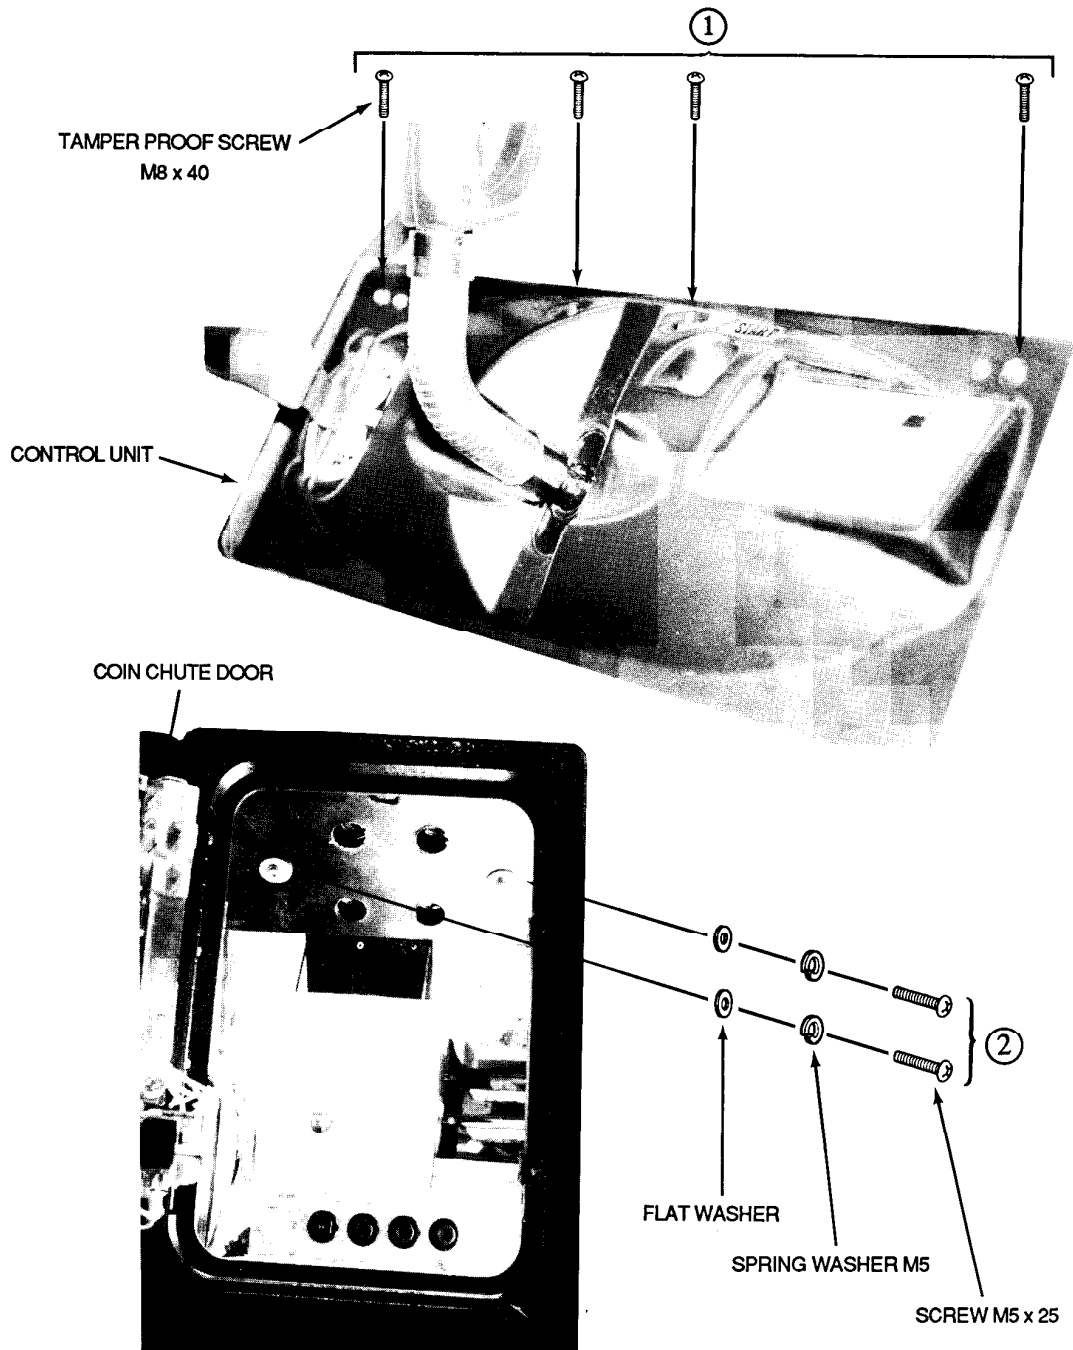 1
TAMPER PROOF SCREW
M8 x 40
CONTROL UNIT
COIN CHUTE DOOR
2
FLAT WASHER
SPRING WASHER M5
SCREW M5 x 25